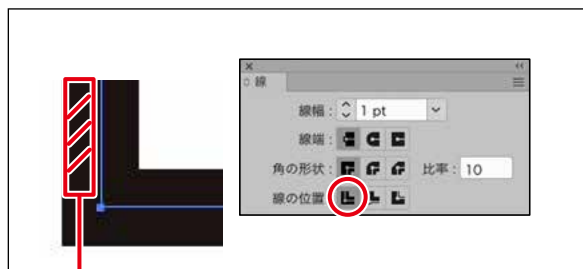 線
線幅： 1 pt
線端：
角の形状： 比率： 10
線の位置